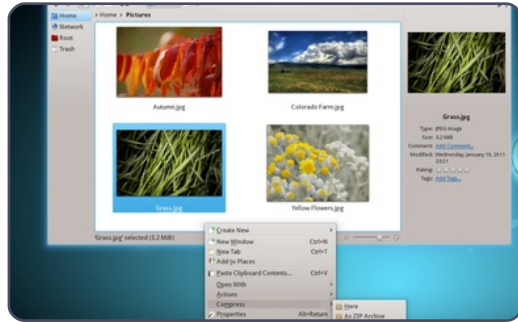 Home
Network
Root
Trash
> Home > Pictures
Autumn.jpg
Colorado Farm.jpg
Grass.jpg
Yellow Flowers.jpg
Grass.jpg
Type: JPEG image
Size: 3.2 MiB
Comment: Add Comment...
Modified: Wednesday, January 19, 2011
23:21
Rating:
Tags: Add Tags...
'Grass.jpg' selected (3.2 MiB)
Create New
New Window Ctrl+N
New Tab Ctrl+T
Add to Places
Paste Clipboard Contents... Ctrl+V
Open With
Actions
Compress
Properties Alt+Return
Here
As ZIP Archive